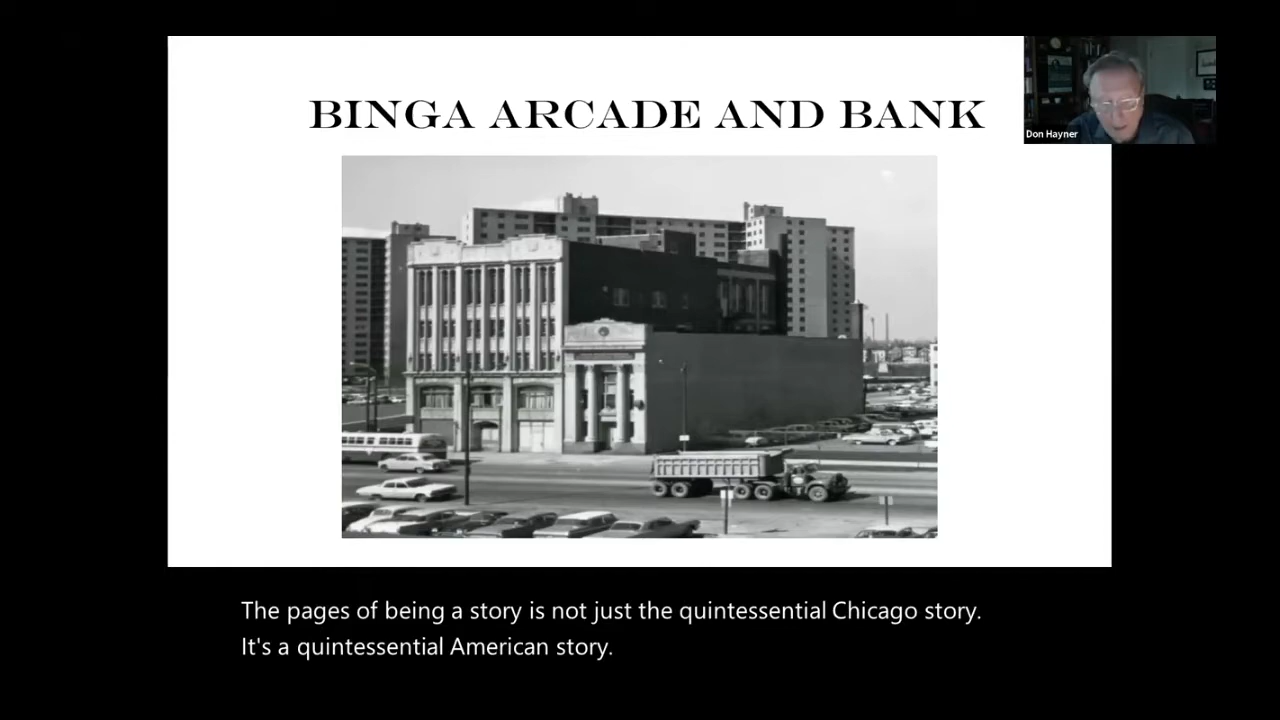 BINGA ARCADE AND BANK
Don Hayner
The pages of being a story is not just the quintessential Chicago story.
It's a quintessential American story.